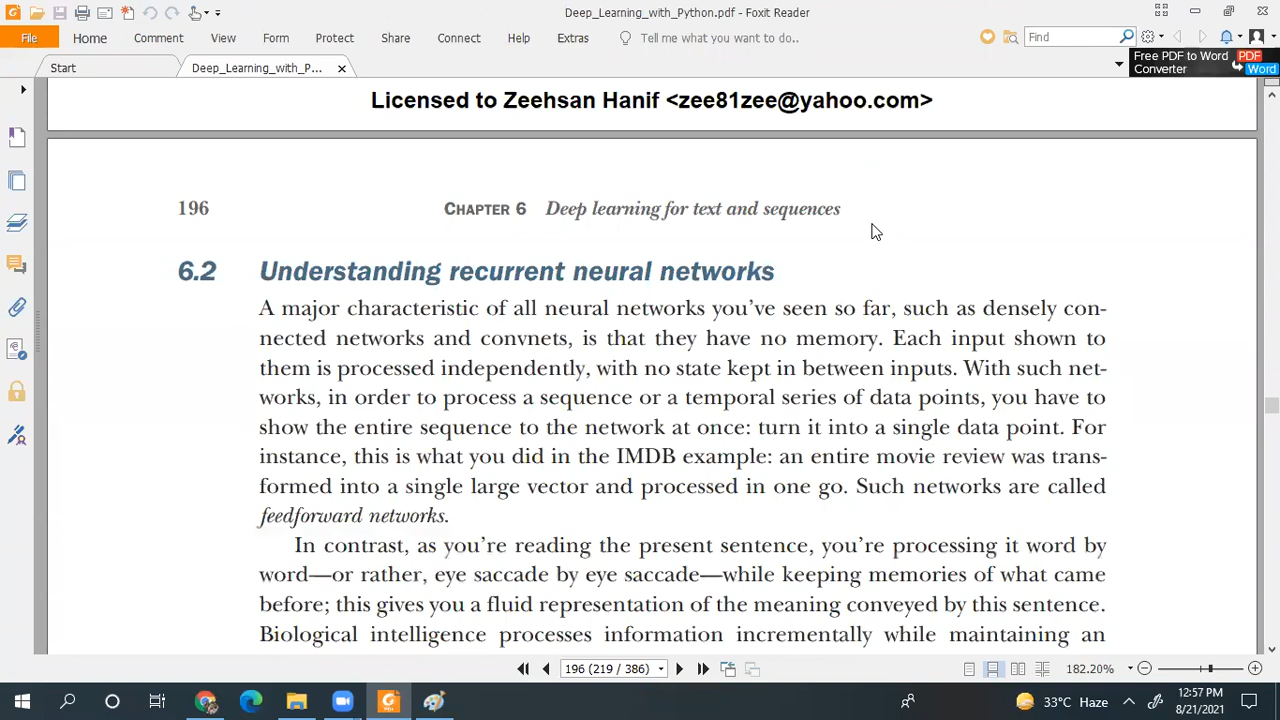 Deep_Learning_with_Python.pdf - Foxit Reader
File Home Comment View Form Protect Share Connect Help Extras Tell me what you want to do.. Find
Start Deep_Learning_with_P... Free PDF to Word PDF
Converter Word
Licensed to Zeehsan Hanif <zee81zee@yahoo.com>
196 CHAPTER 6 Deep learning for text and sequences
6.2 Understanding recurrent neural networks
A major characteristic of all neural networks you’ve seen so far, such as densely con-
nected networks and convnets, is that they have no memory. Each input shown to
them is processed independently, with no state kept in between inputs. With such net-
works, in order to process a sequence or a temporal series of data points, you have to
show the entire sequence to the network at once: turn it into a single data point. For
instance, this is what you did in the IMDB example: an entire movie review was trans-
formed into a single large vector and processed in one go. Such networks are called
feedforward networks.
In contrast, as you’re reading the present sentence, you’re processing it word by
word—or rather, eye saccade by eye saccade—while keeping memories of what came
before; this gives you a fluid representation of the meaning conveyed by this sentence.
Biological intelligence processes information incrementally while maintaining an
196 (219 / 386) 182.20%
33°C Haze 12:57 PM
8/21/2021